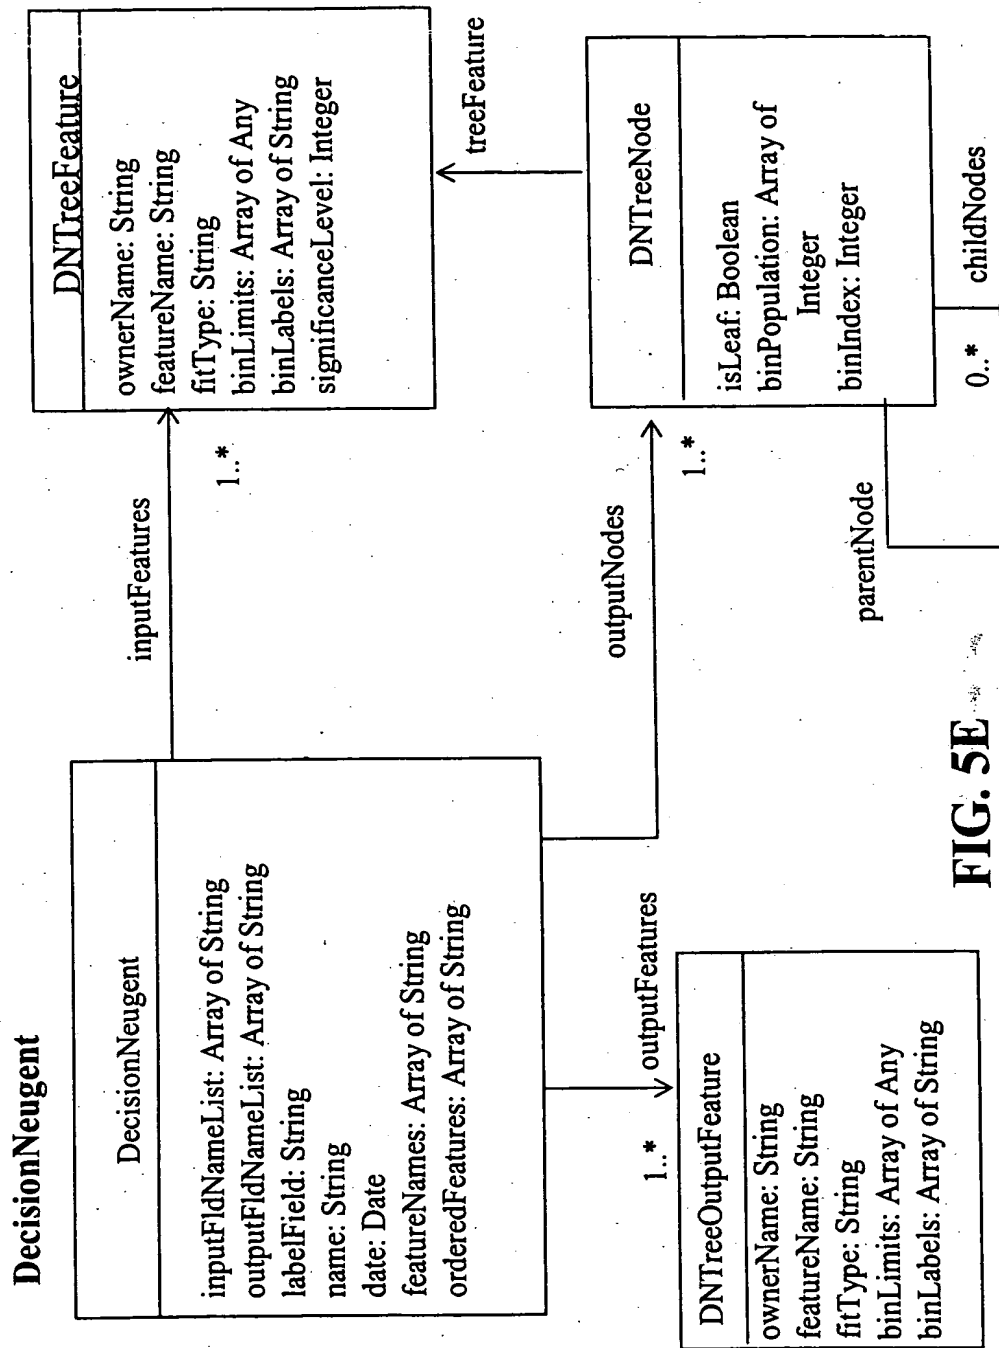 DecisionNeugent
DecisionNeugent
inputFldNameList: Array of String
outputFldNameList: Array of String
labelField: String
name: String
date: Date
featureNames: Array of String
orderedFeatures: Array of String
inputFeatures
1..*
DNTreeFeature
ownerName: String
featureName: String
fitType: String
binLimits: Array of Any
binLabels: Array of String
significanceLevel: Integer
treeFeature
outputNodes
1..*
DNTreeNode
isLeaf: Boolean
binPopulation: Array of
Integer
binIndex: Integer
parentNode
0..*
childNodes
outputFeatures
1..*
DNTreeOutputFeature
ownerName: String
featureName: String
fitType: String
binLimits: Array of Any
binLabels: Array of String
FIG. 5E